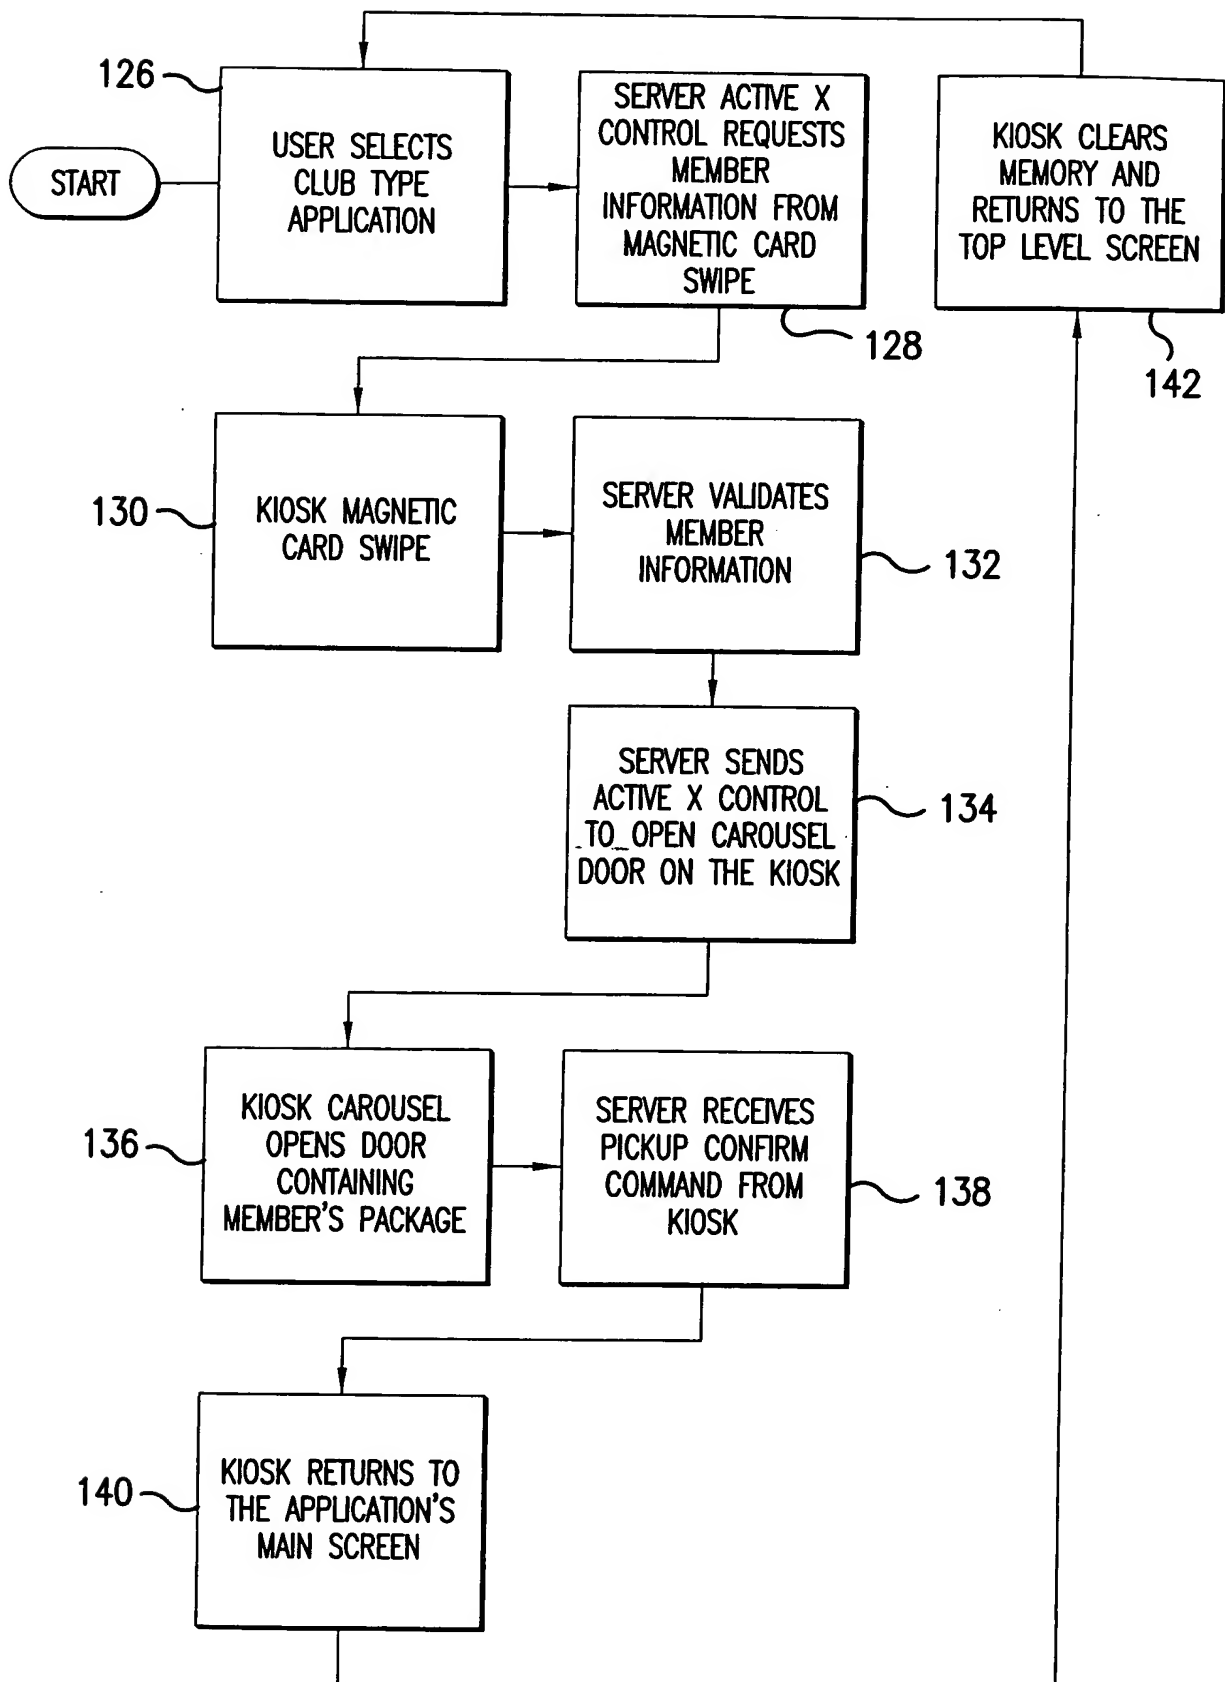 126
START
USER SELECTS
CLUB TYPE
APPLICATION
SERVER ACTIVE X
CONTROL REQUESTS
MEMBER
INFORMATION FROM
MAGNETIC CARD
SWIPE
128
KIOSK CLEARS
MEMORY AND
RETURNS TO THE
TOP LEVEL SCREEN
142
130
KIOSK MAGNETIC
CARD SWIPE
SERVER VALIDATES
MEMBER
INFORMATION
132
SERVER SENDS
ACTIVE X CONTROL
TO OPEN CAROUSEL
DOOR ON THE KIOSK
134
136
KIOSK CAROUSEL
OPENS DOOR
CONTAINING
MEMBER'S PACKAGE
SERVER RECEIVES
PICKUP CONFIRM
COMMAND FROM
KIOSK
138
140
KIOSK RETURNS TO
THE APPLICATION'S
MAIN SCREEN